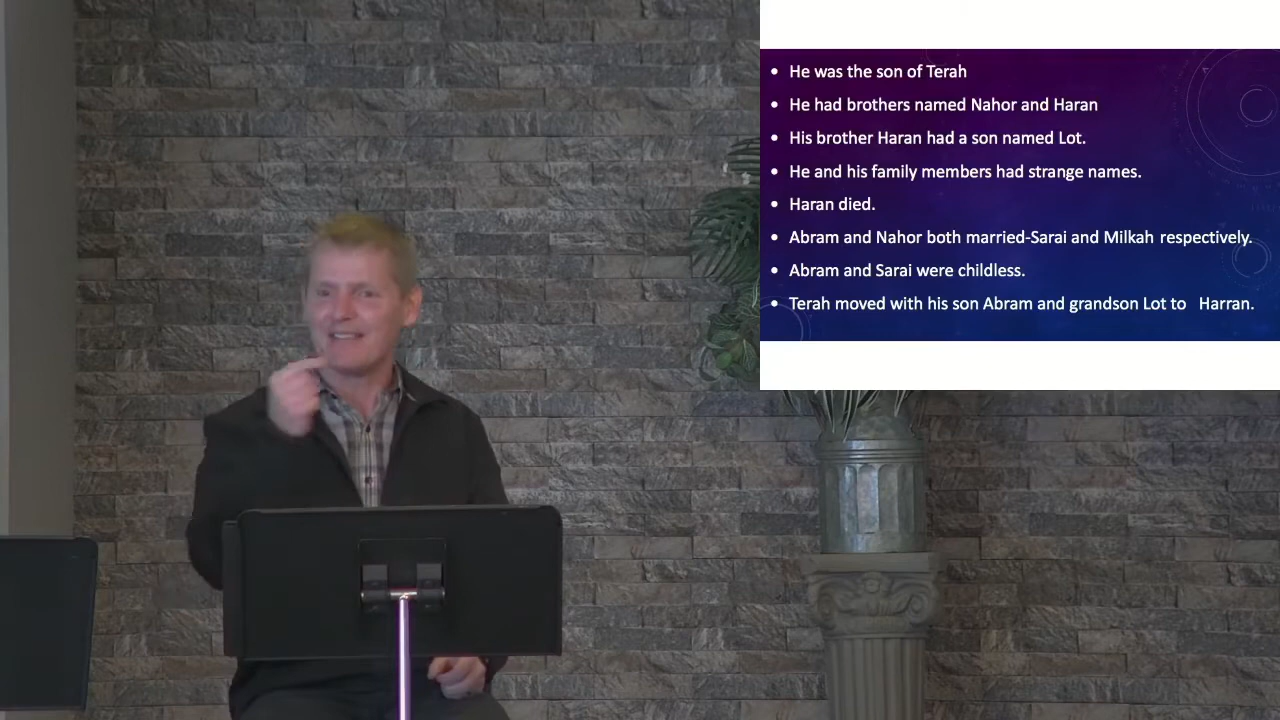 • He was the son of Terah
• He had brothers named Nahor and Haran
• His brother Haran had a son named Lot.
• He and his family members had strange names.
• Haran died.
• Abram and Nahor both married-Sarai and Milkah respectively.
• Abram and Sarai were childless.
• Terah moved with his son Abram and grandson Lot to   Harran.